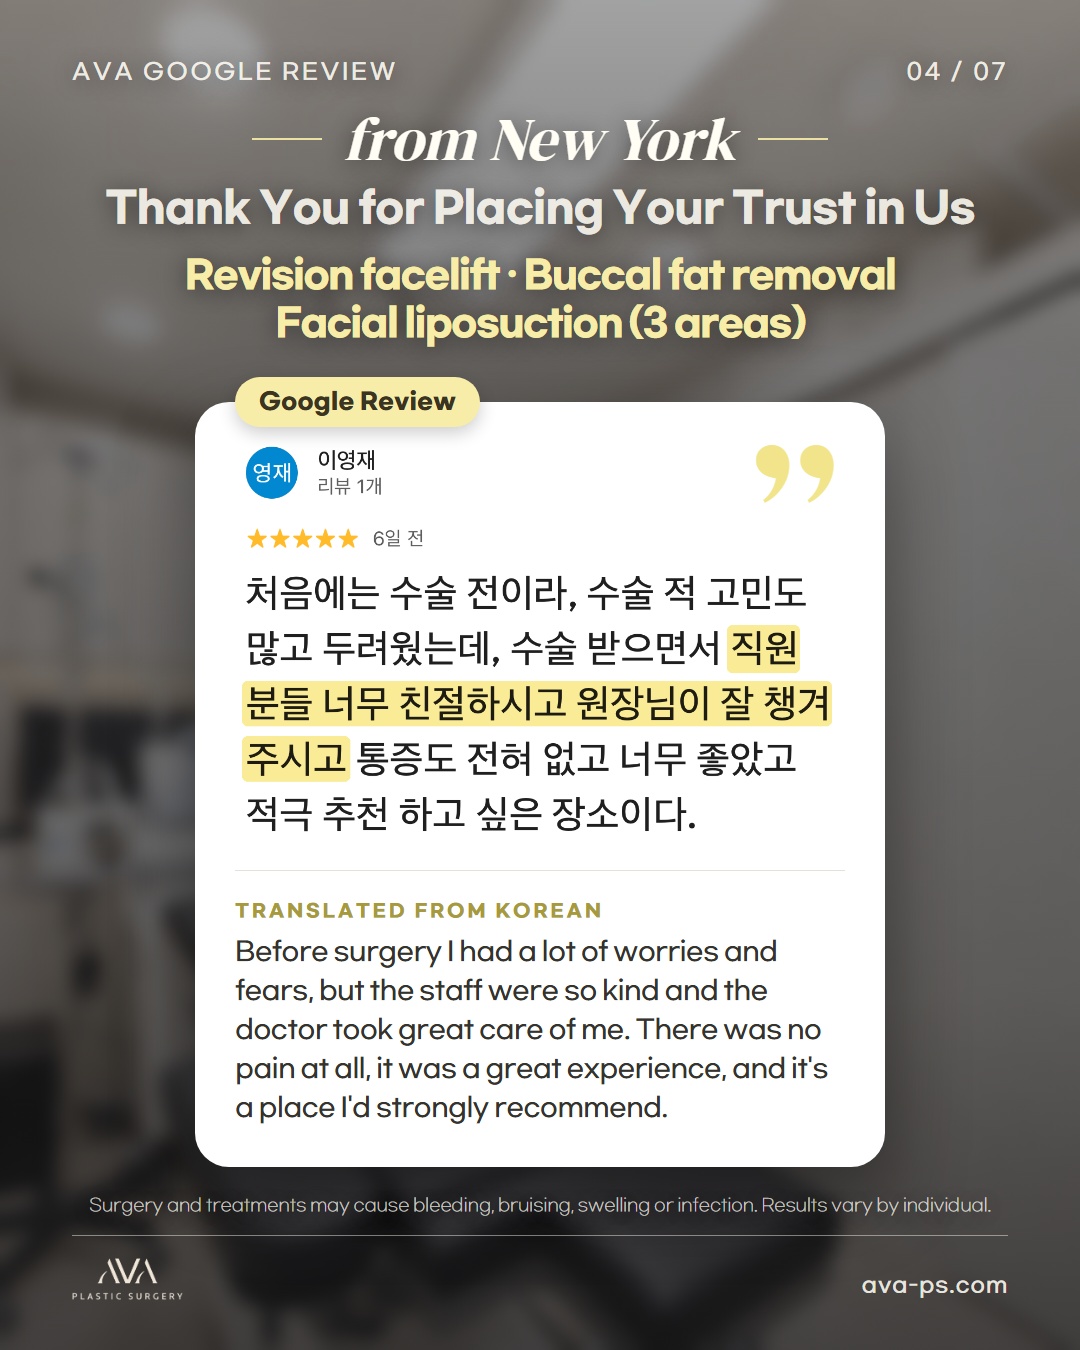 AVA GOOGLE REVIEW
04 / 07
from New York
Thank You for Placing Your Trust in Us
Revision facelift · Buccal fat removal
Facial liposuction (3 areas)
Google Review
영재
이영재
리뷰 1개
”
★★★★★ 6일 전
처음에는 수술 전이라, 수술 적 고민도
많고 두려웠는데, 수술 받으면서 직원
분들 너무 친절하시고 원장님이 잘 챙겨
주시고 통증도 전혀 없고 너무 좋았고
적극 추천 하고 싶은 장소이다.
TRANSLATED FROM KOREAN
Before surgery I had a lot of worries and
fears, but the staff were so kind and the
doctor took great care of me. There was no
pain at all, it was a great experience, and it's
a place I'd strongly recommend.
Surgery and treatments may cause bleeding, bruising, swelling or infection. Results vary by individual.
AVA
PLASTIC SURGERY
ava-ps.com